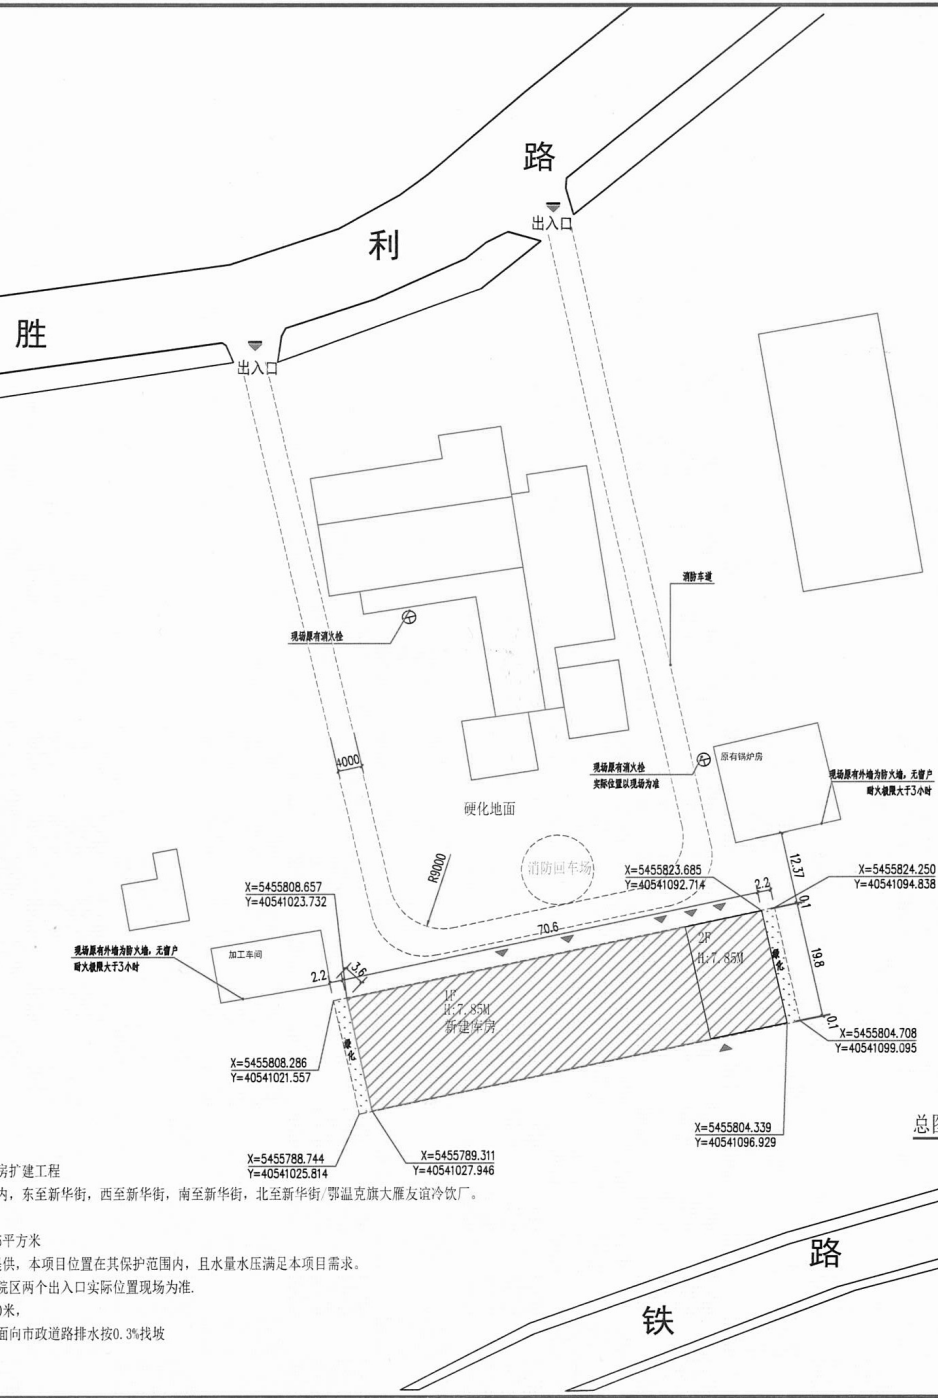 路
出入口
利
胜
出入口
消防车道
现场原有消火栓
4000
原有锅炉房
现场原有消火栓
实际位置以现场为准
现场原有外墙为防火墙，无窗户
耐火极限大于3小时
硬化地面
R9000
消防回车场
12.37
X=5455823.685
Y=40541092.714
2.2
X=5455824.250
Y=40541094.838
0.1
X=5455808.657
Y=40541023.732
70.6
2F
H:7.85M
19.8
绿化
现场原有外墙为防火墙，无窗户
耐火极限大于3小时
加工车间
2.2
3.6
1F
H:7.85M
新建库房
0.1
X=5455804.708
Y=40541099.095
绿化
X=5455808.286
Y=40541021.557
X=5455804.339
Y=40541096.929
总
X=5455788.744
Y=40541025.814
X=5455789.311
Y=40541027.946
房扩建工程
内，东至新华街，西至新华街，南至新华街，北至新华街/鄂温克旗大雁友谊冷饮厂。
平方米
供，本项目位置在其保护范围内，且水量水压满足本项目需求。
院区两个出入口实际位置现场为准.
米，
面向市政道路排水按0.3%找坡
路
铁